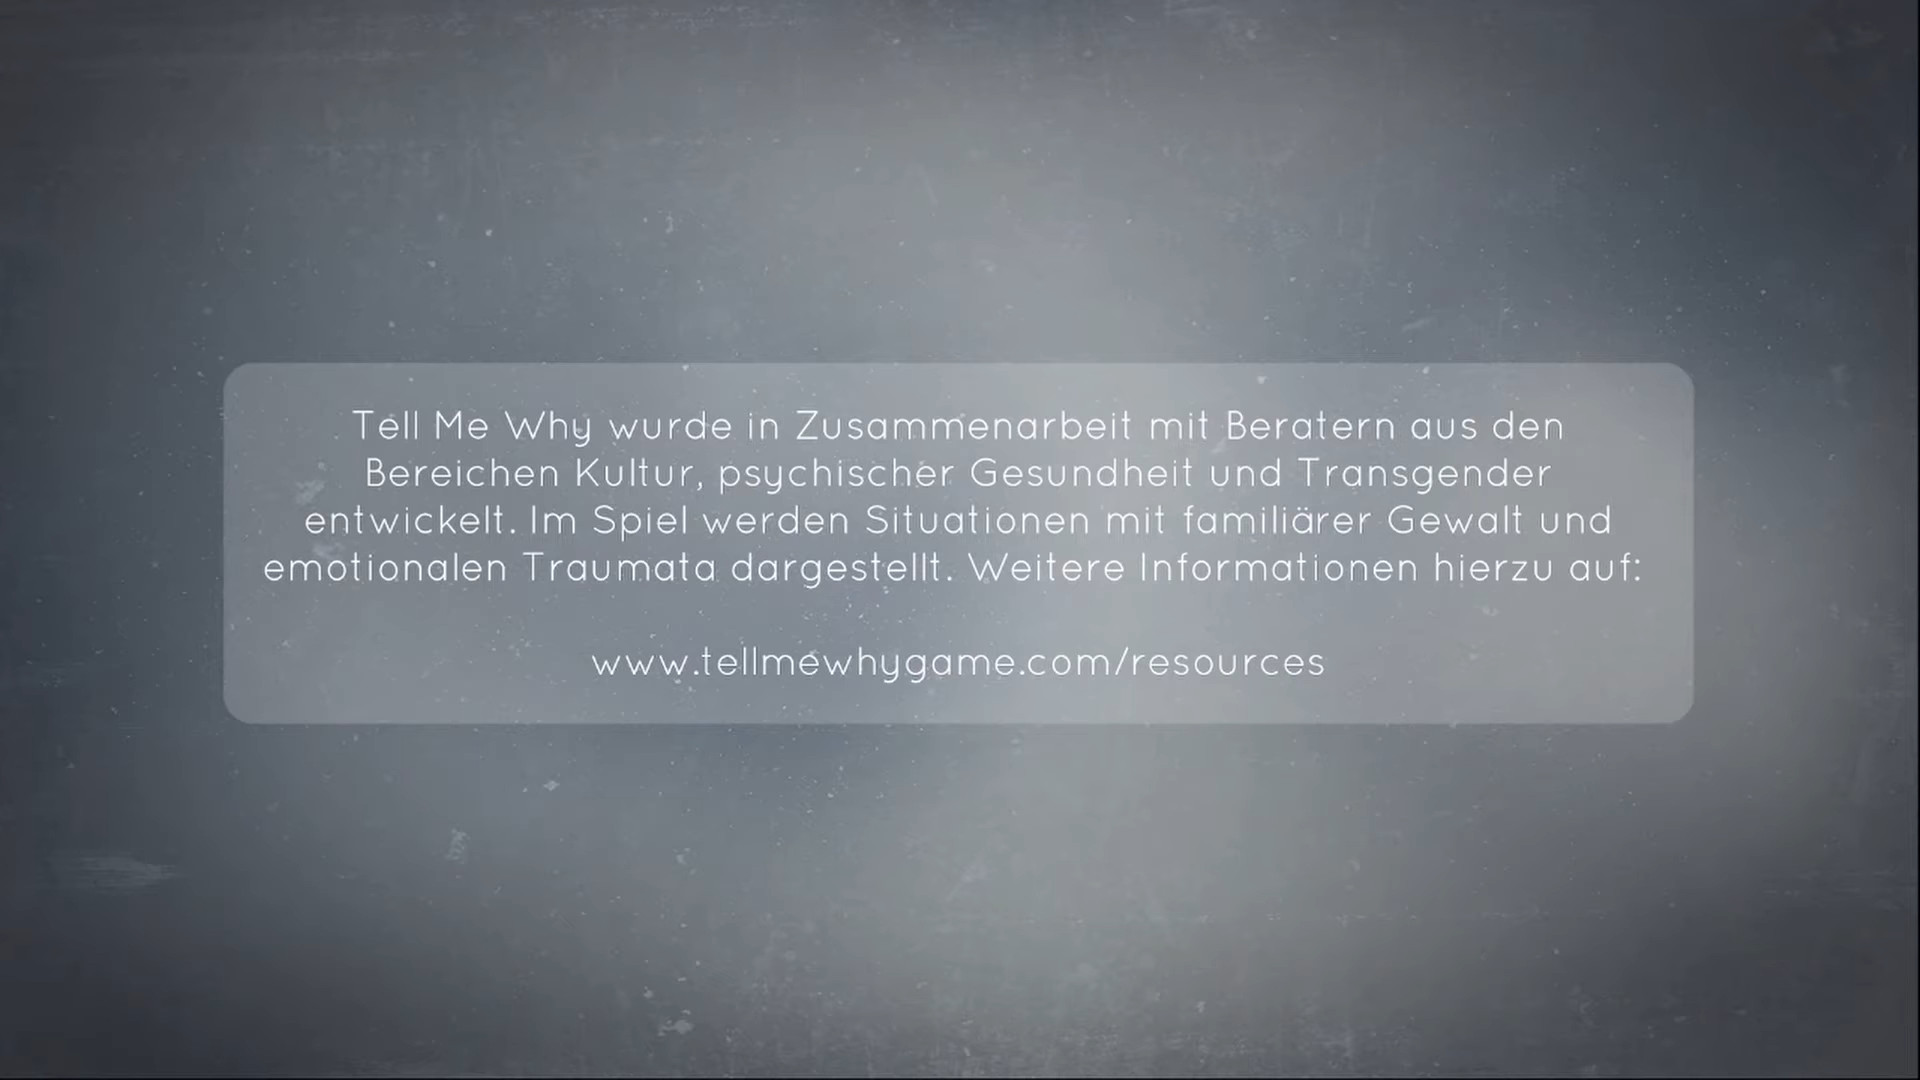 Tell Me Why wurde in Zusammenarbeit mit Beratern aus den
Bereichen Kultur, psychischer Gesundheit und Transgender
entwickelt. Im Spiel werden Situationen mit familiärer Gewalt und
emotionalen Traumata dargestellt. Weitere Informationen hierzu auf:
www.tellmewhygame.com/resources